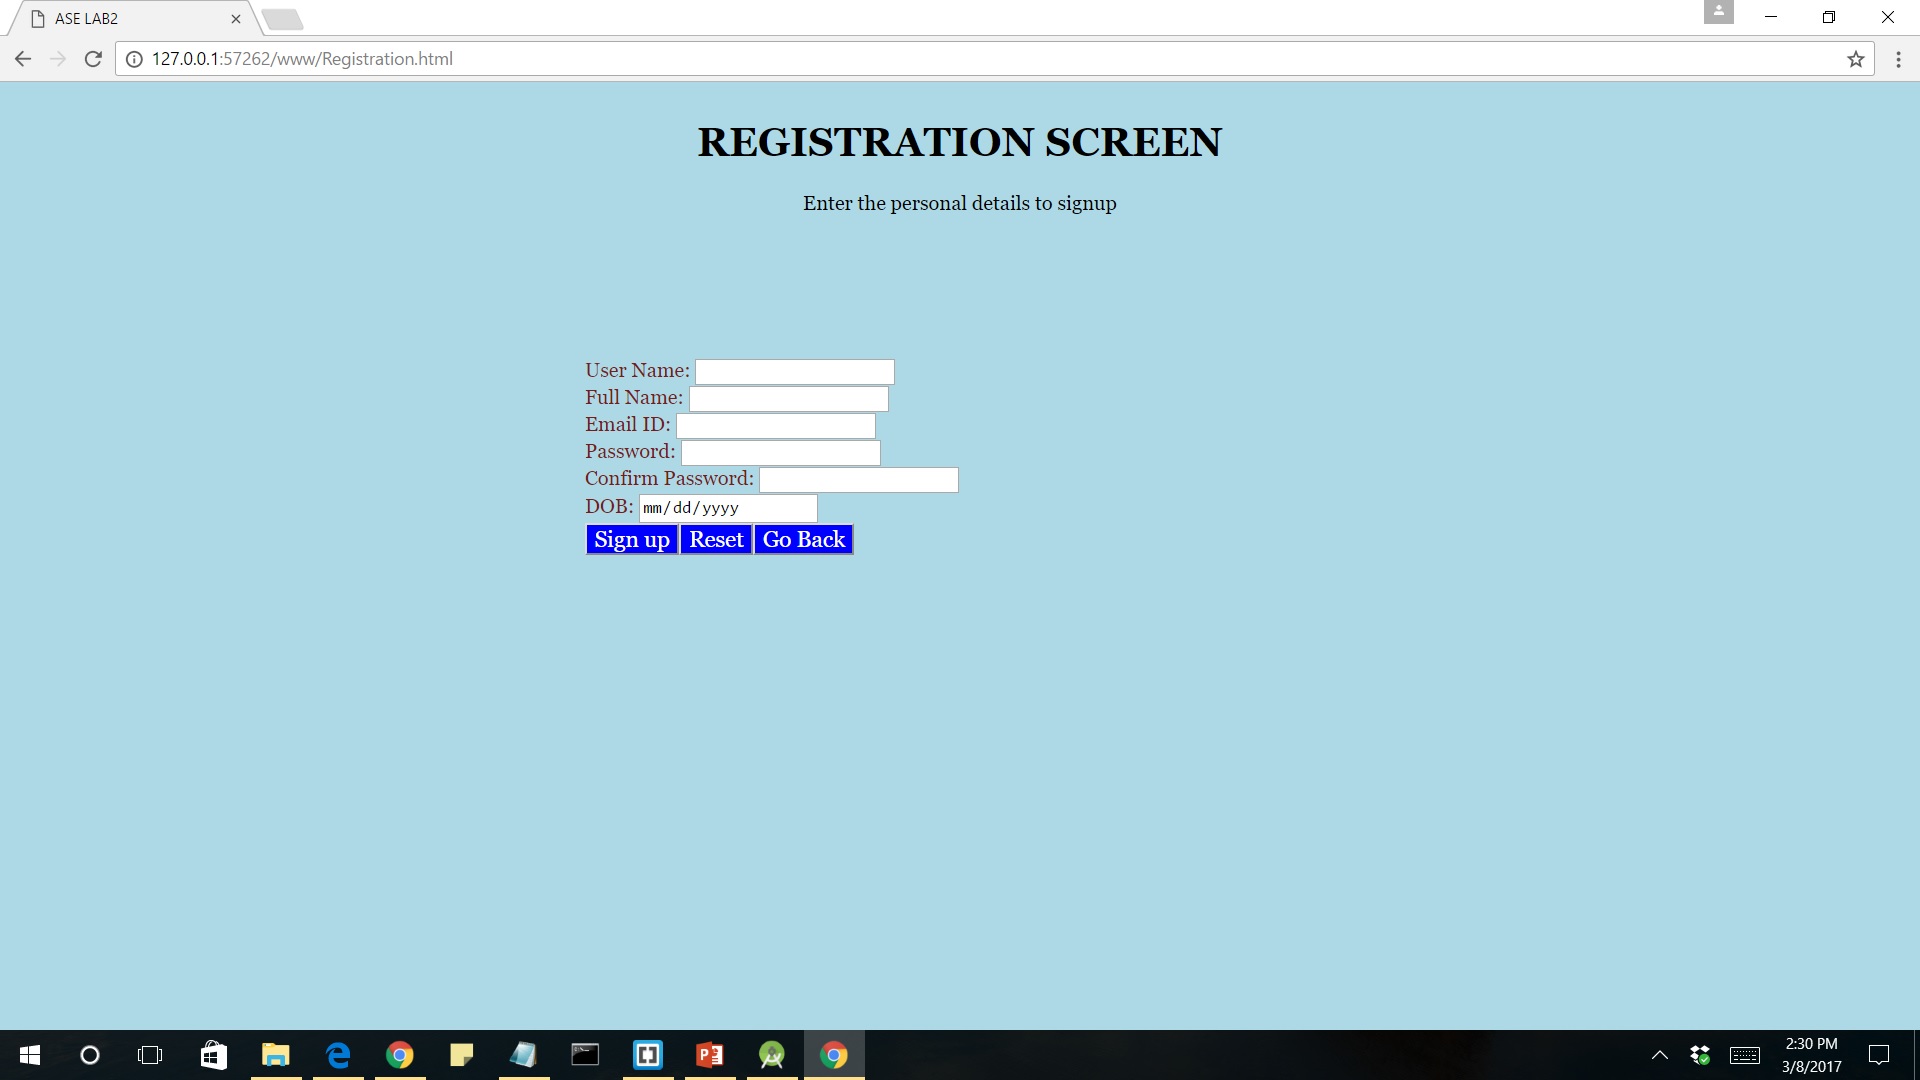 ASE LAB2
127.0.0.1:57262/www/Registration.html
REGISTRATION SCREEN
Enter the personal details to signup
User Name:
Full Name:
Email ID:
Password:
Confirm Password:
DOB: mm/dd/yyyy
Sign up Reset Go Back
2:30 PM
3/8/2017